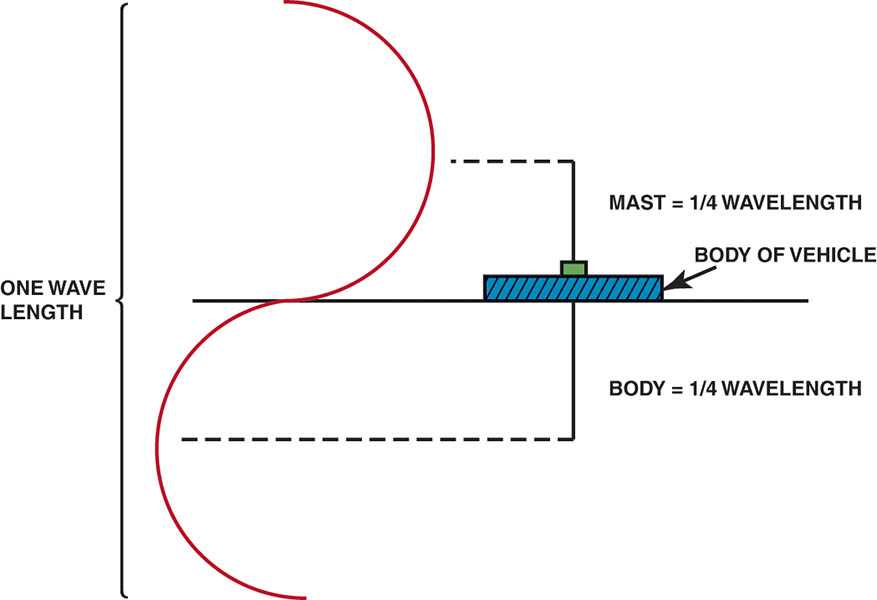 MAST = 1/4 WAVELENGTH
BODY OF VEHICLE
ONE WAVE
LENGTH
BODY = 1/4 WAVELENGTH